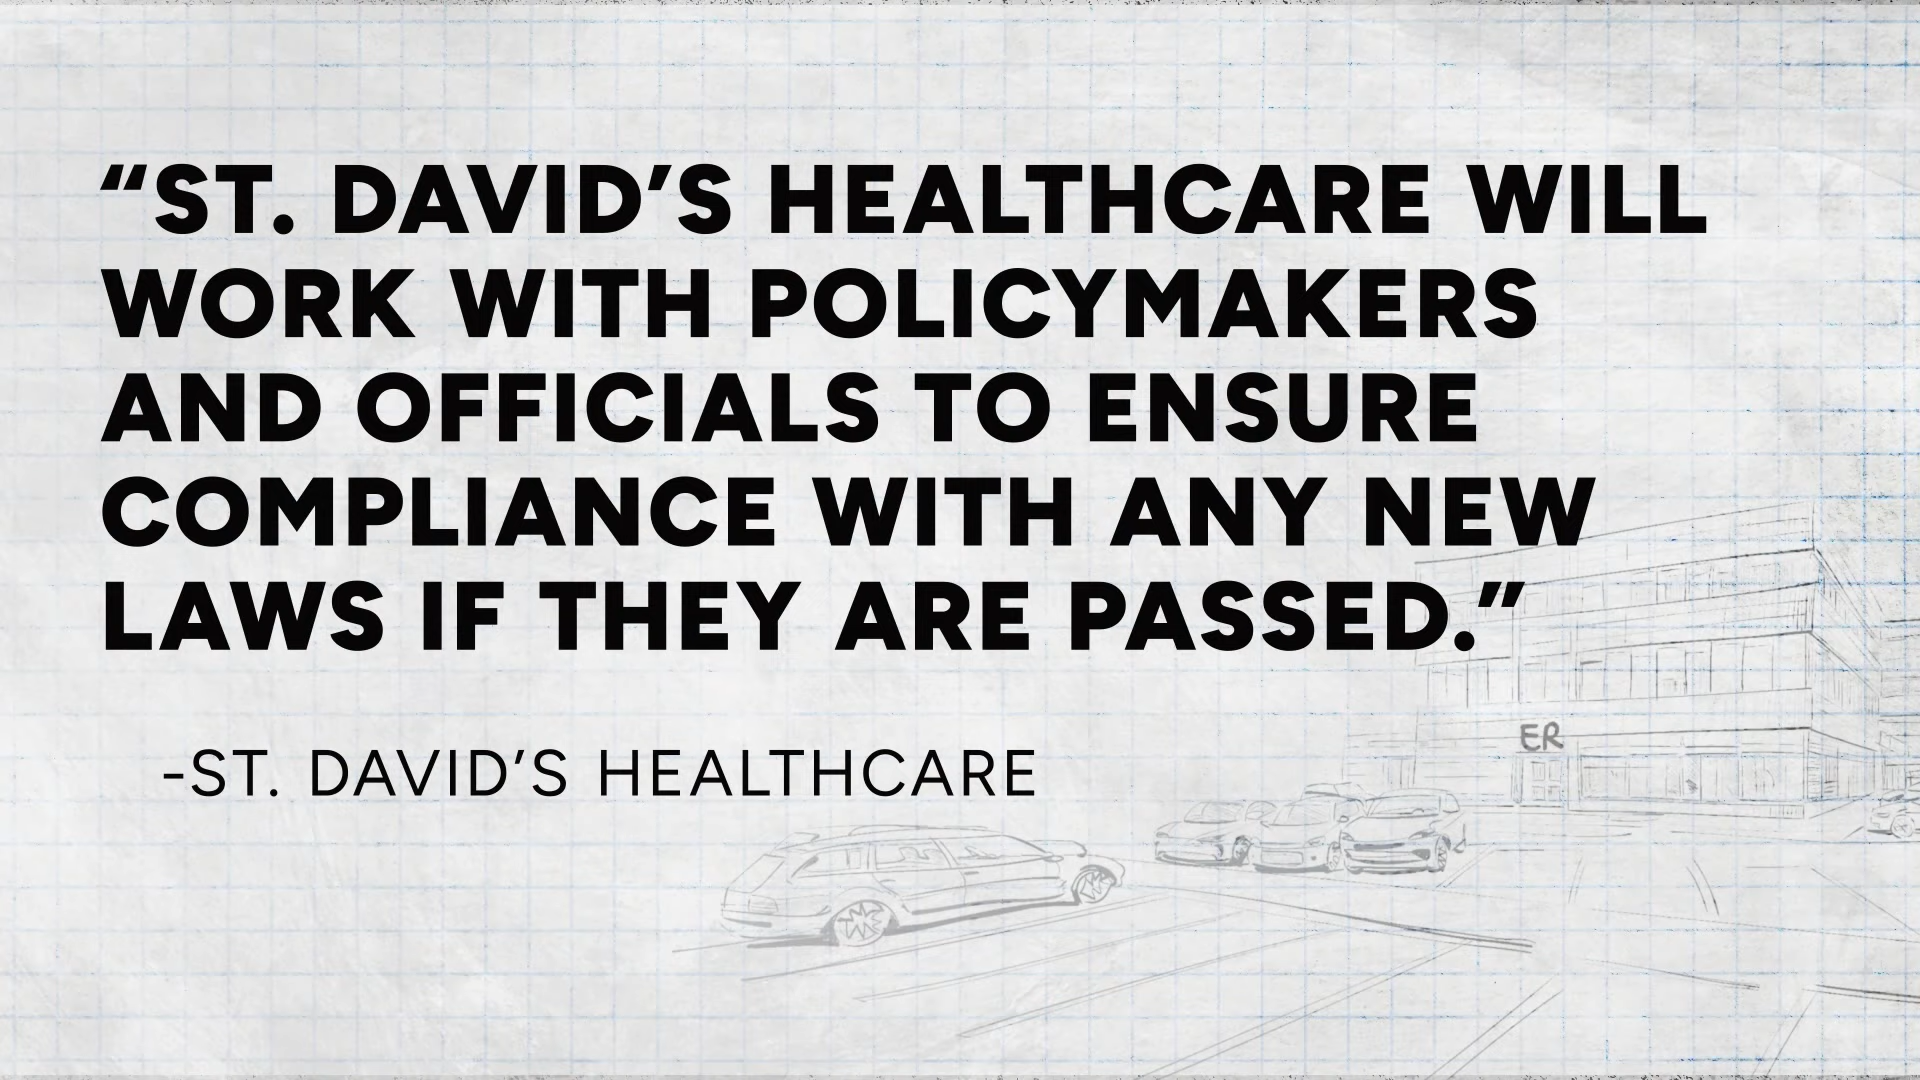 “ST. DAVID’S HEALTHCARE WILL
WORK WITH POLICYMAKERS
AND OFFICIALS TO ENSURE
COMPLIANCE WITH ANY NEW
LAWS IF THEY ARE PASSED.”
ER
-ST. DAVID’S HEALTHCARE